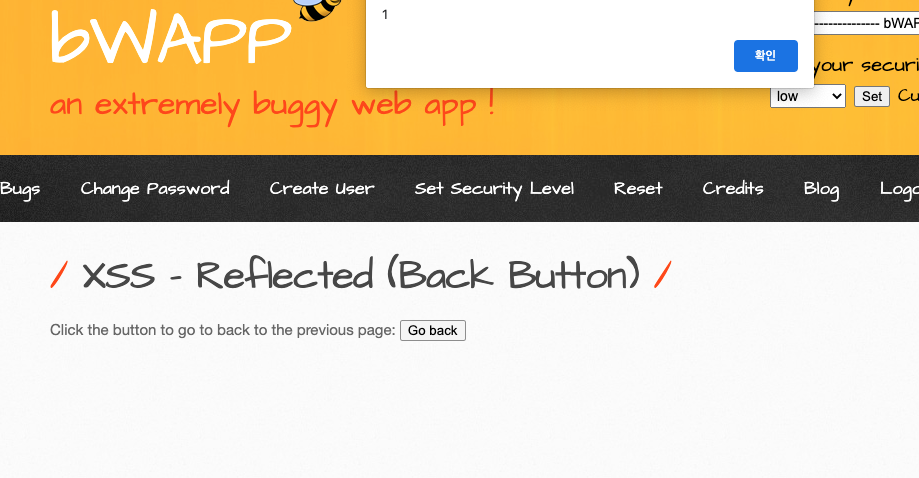 1
bWAPP
확인
-------------- bWAP
an extremely buggy web app !
your securi
low
Set
Cu
Bugs
Change Password
Create User
Set Security Level
Reset
Credits
Blog
Logo
/ XSS - Reflected (Back Button) /
Click the button to go to back to the previous page:
Go back